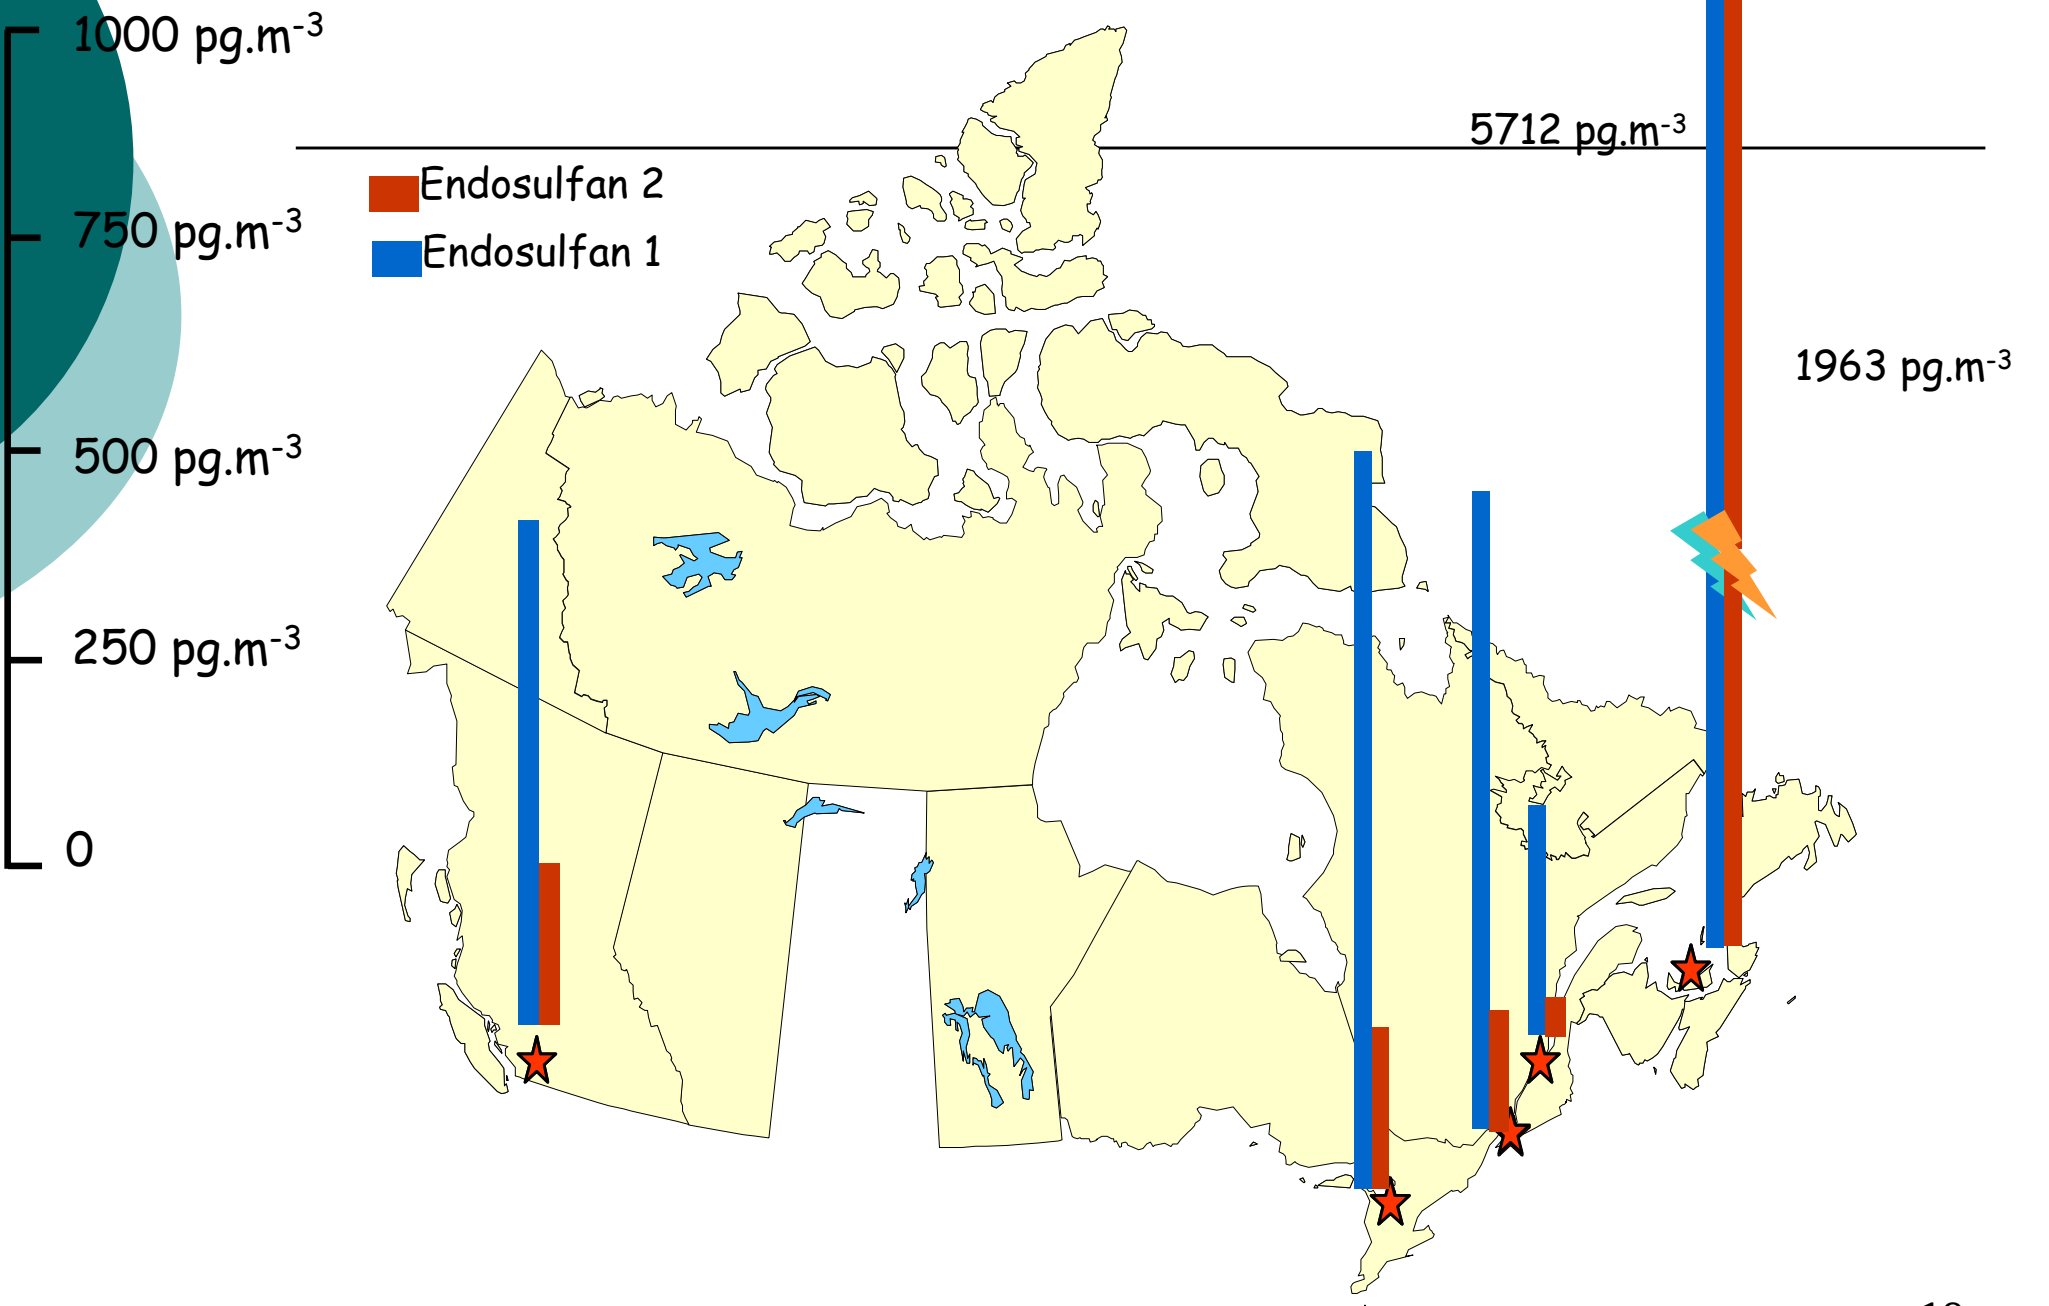 1000 pg.m-3
5712 pg.m-3
Endosulfan 2
750 pg.m-3
Endosulfan 1
1963 pg.m-3
500 pg.m-3
250 pg.m-3
0